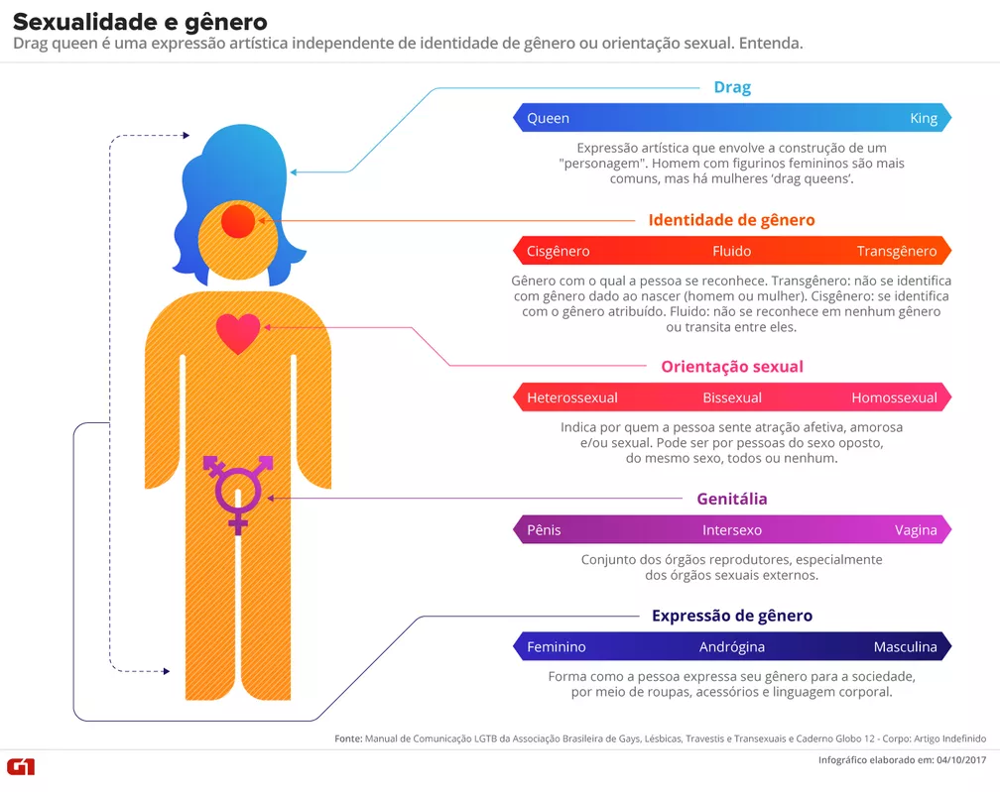 Sexualidade e gênero
Drag queen é uma expressão artística independente de identidade de gênero ou orientação sexual. Entenda.
Drag
Queen King
Expressão artística que envolve a construção de um
"personagem". Homem com figurinos femininos são mais
comuns, mas há mulheres ‘drag queens’.
Identidade de gênero
Cisgênero Fluido Transgênero
Gênero com o qual a pessoa se reconhece. Transgênero: não se identifica
com gênero dado ao nascer (homem ou mulher). Cisgênero: se identifica
com o gênero atribuído. Fluido: não se reconhece em nenhum gênero
ou transita entre eles.
Orientação sexual
Heterossexual Bissexual Homossexual
Indica por quem a pessoa sente atração afetiva, amorosa
e/ou sexual. Pode ser por pessoas do sexo oposto,
do mesmo sexo, todos ou nenhum.
Genitália
Pênis Intersexo Vagina
Conjunto dos órgãos reprodutores, especialmente
dos órgãos sexuais externos.
Expressão de gênero
Feminino Andrógina Masculina
Forma como a pessoa expressa seu gênero para a sociedade,
por meio de roupas, acessórios e linguagem corporal.
Fonte: Manual de Comunicação LGTB da Associação Brasileira de Gays, Lésbicas, Travestis e Transexuais e Caderno Globo 12 - Corpo: Artigo Indefinido
G1
Infográfico elaborado em: 04/10/2017